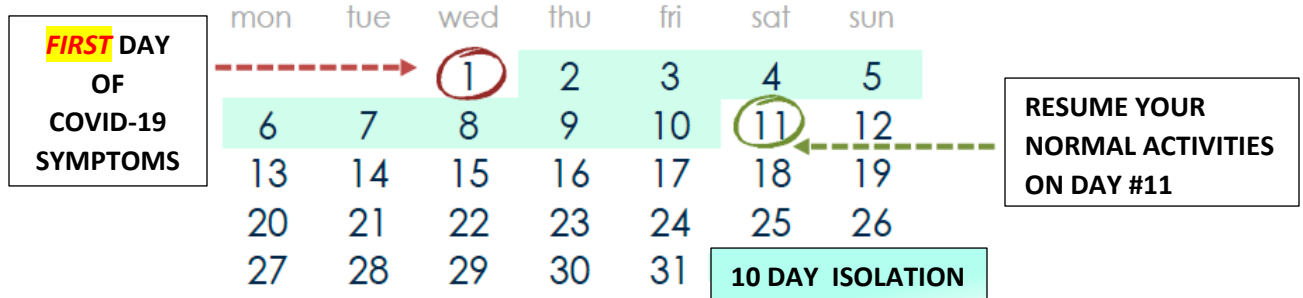 mon tue wed thu fri sat sun
FIRST DAY
OF
COVID-19
SYMPTOMS
1 2 3 4 5
6 7 8 9 10 11 12
13 14 15 16 17 18 19
20 21 22 23 24 25 26
27 28 29 30 31
RESUME YOUR
NORMAL ACTIVITIES
ON DAY #11
10 DAY ISOLATION